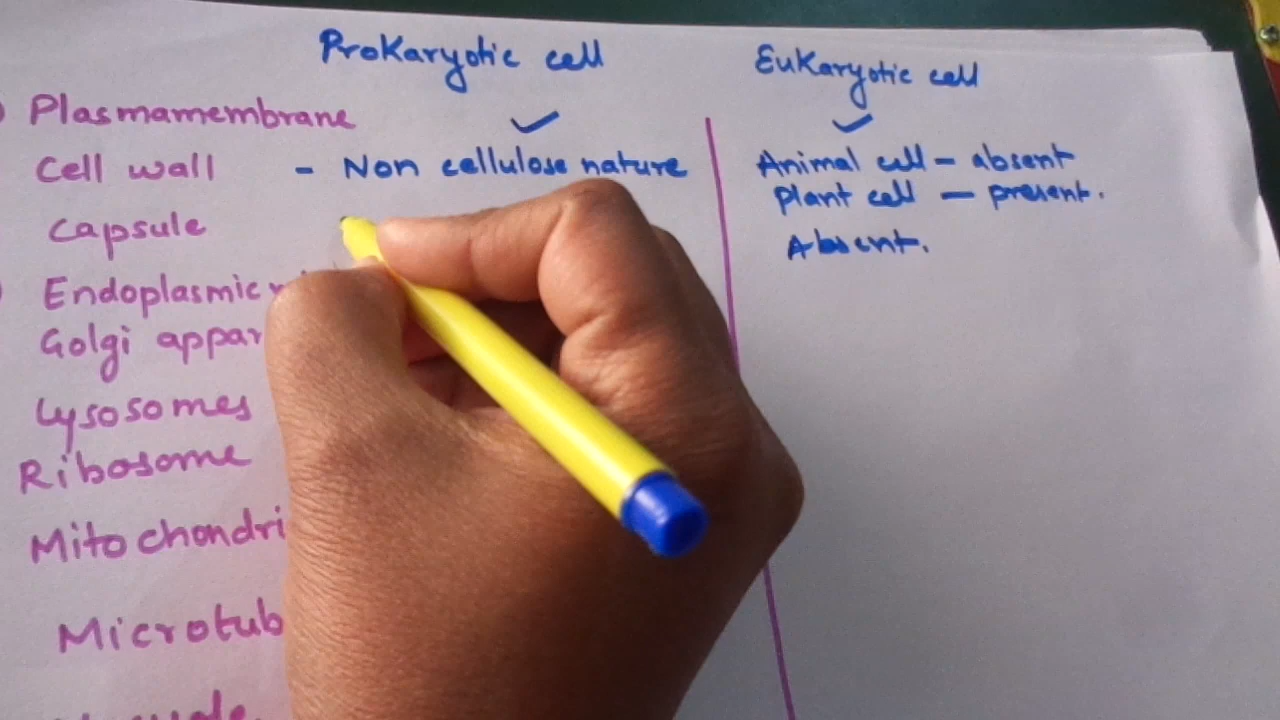 Prokaryotic cell Eukaryotic cell
Plasmamembrane ✓ ✓
Cell wall - Non cellulose nature Animal cell - absent
Plant cell - present.
Capsule Absent.
Endoplasmic
Golgi appar
Lysosomes
Ribosome
Mitochondri
Microtub